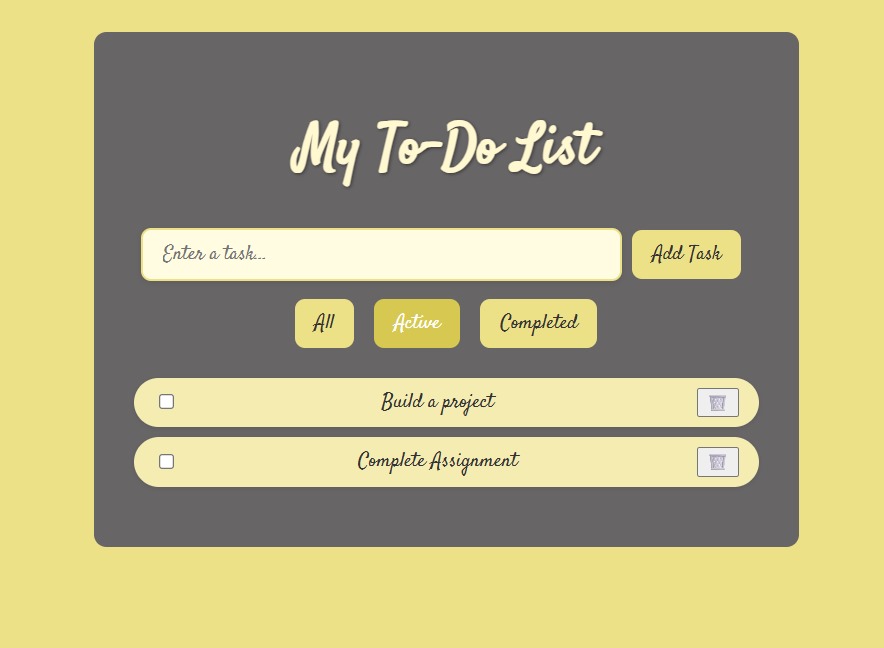 My To-Do List
Enter a task...
Add Task
All
Active
Completed
Build a project
Complete Assignment